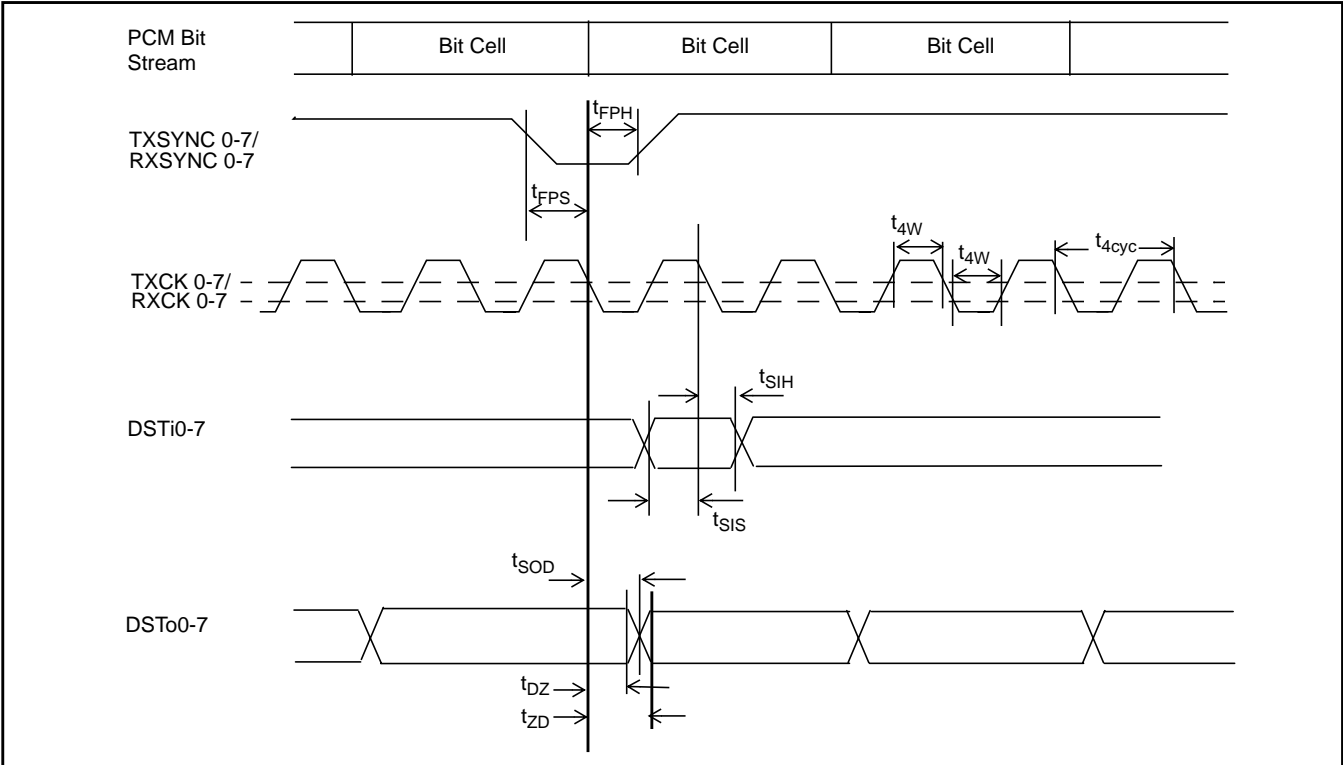 PCM Bit
Stream
Bit Cell
Bit Cell
Bit Cell
TXSYNC 0-7/
RXSYNC 0-7
tFPH
tFPS
TXCK 0-7/
RXCK 0-7
t4W
t4W
t4cyc
DSTi0-7
tSIH
tSIS
tSOD
DSTo0-7
tDZ
tZD